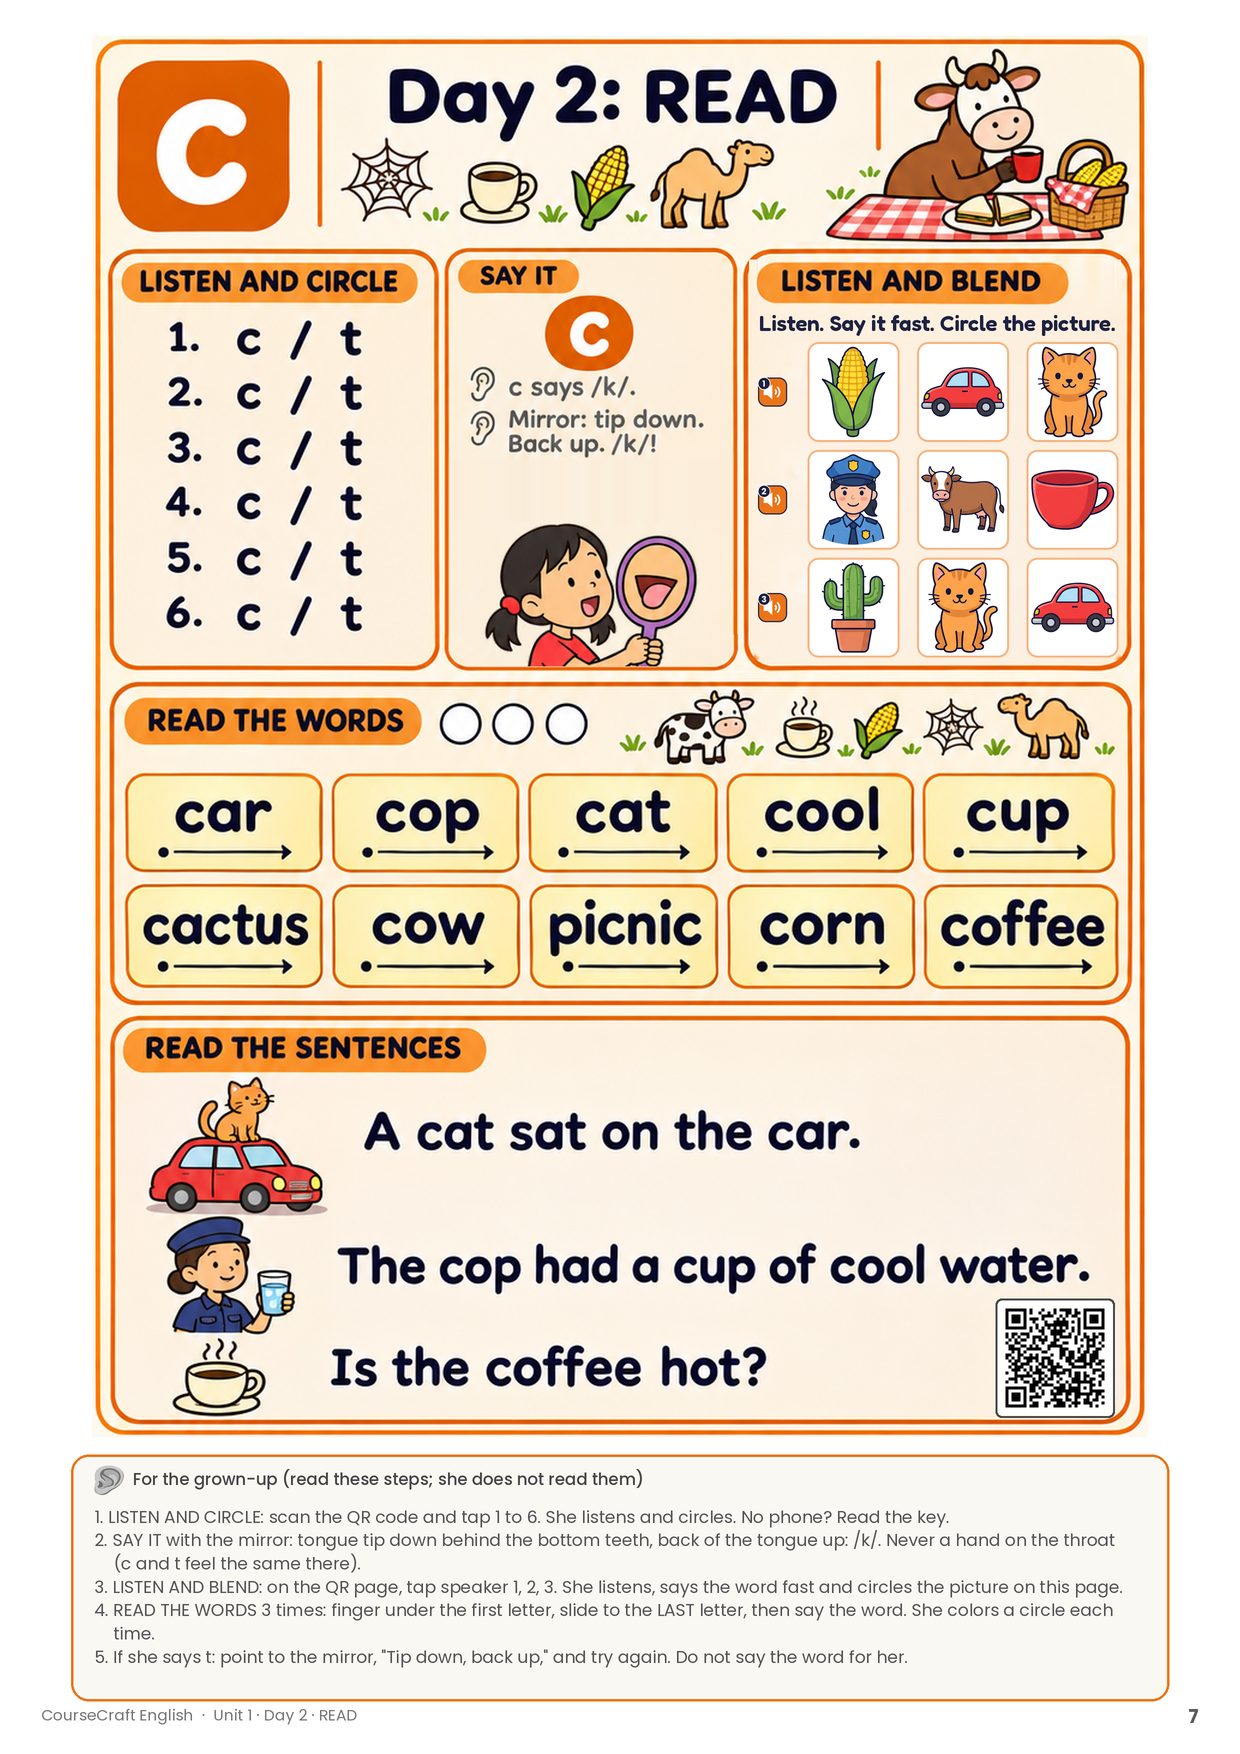 c
Day 2: READ
LISTEN AND CIRCLE
1. c / t
2. c / t
3. c / t
4. c / t
5. c / t
6. c / t
SAY IT
c
c says /k/.
Mirror: tip down.
Back up. /k/!
LISTEN AND BLEND
Listen. Say it fast. Circle the picture.
1
2
3
READ THE WORDS
car cop cat cool cup
cactus cow picnic corn coffee
READ THE SENTENCES
A cat sat on the car.
The cop had a cup of cool water.
Is the coffee hot?
For the grown-up (read these steps; she does not read them)
1. LISTEN AND CIRCLE: scan the QR code and tap 1 to 6. She listens and circles. No phone? Read the key.
2. SAY IT with the mirror: tongue tip down behind the bottom teeth, back of the tongue up: /k/. Never a hand on the throat
(c and t feel the same there).
3. LISTEN AND BLEND: on the QR page, tap speaker 1, 2, 3. She listens, says the word fast and circles the picture on this page.
4. READ THE WORDS 3 times: finger under the first letter, slide to the LAST letter, then say the word. She colors a circle each
time.
5. If she says t: point to the mirror, "Tip down, back up," and try again. Do not say the word for her.
CourseCraft English · Unit 1 · Day 2 · READ
7